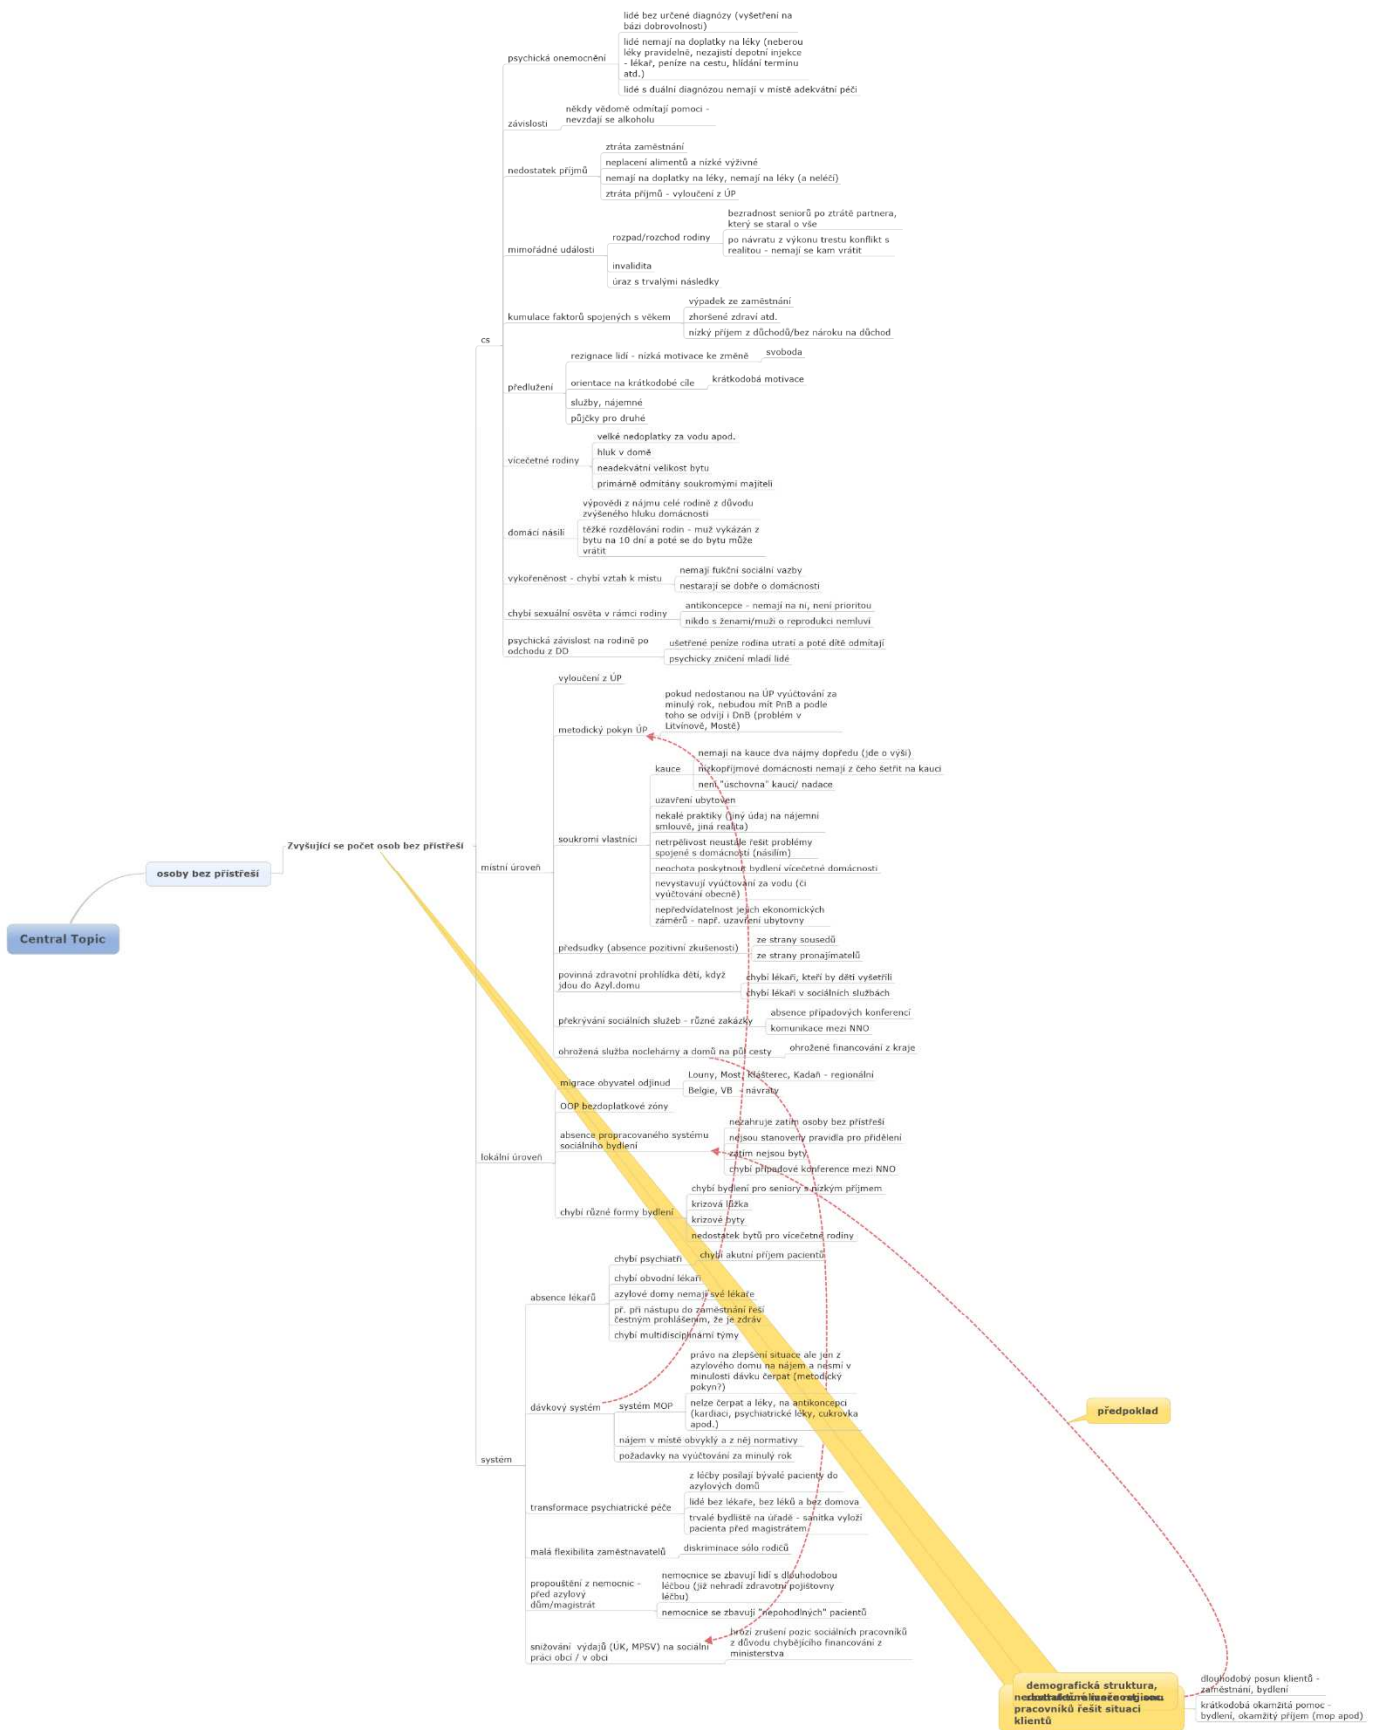 lidé bez určené diagnózy (vyšetření na
bázi dobrovolnosti)
psychická onemocnění
lidé nemají na doplatky na léky (neberou
léky pravidelně, nezajistí depotní injekce
- lékař, peníze na cestu, hlídání termínu
atd.)
lidé s duální diagnózou nemají v místě adekvátní péči
závislosti
někdy vědomě odmítají pomoci -
nevzdají se alkoholu
nedostatek příjmů
ztráta zaměstnání
neplacení alimentů a nízké výživné
nemají na doplatky na léky, nemají na léky (a neléčí)
ztráta příjmů - vyloučení z ÚP
mimořádné události
rozpad/rozchod rodiny
bezradnost seniorů po ztrátě partnera,
který se staral o vše
po návratu z výkonu trestu konflikt s
realitou - nemají se kam vrátit
invalidita
úraz s trvalými následky
kumulace faktorů spojených s věkem
výpadek ze zaměstnání
zhoršené zdraví atd.
nízký příjem z důchodů/bez nároku na důchod
cs
předlužení
rezignace lidí - nízká motivace ke změně
svoboda
orientace na krátkodobé cíle
krátkodobá motivace
služby, nájemné
půjčky pro druhé
vícečetné rodiny
velké nedoplatky za vodu apod.
hluk v domě
neadekvátní velikost bytu
primárně odmítány soukromými majiteli
domácí násilí
výpovědi z nájmu celé rodině z důvodu
zvýšeného hluku domácnosti
těžké rozdělování rodin - muž vykázán z
bytu na 10 dní a poté se do bytu může
vrátit
vykořeněnost - chybí vztah k místu
nemají fukční sociální vazby
nestarají se dobře o domácnosti
chybí sexuální osvěta v rámci rodiny
antikoncepce - nemají na ni, není prioritou
nikdo s ženami/muži o reprodukci nemluví
psychická závislost na rodině po
odchodu z DD
ušetřené peníze rodina utratí a poté dítě odmítají
psychicky zničení mladí lidé
vyloučení z ÚP
metodický pokyn ÚP
pokud nedostanou na ÚP vyúčtování za
minulý rok, nebudou mít PnB a podle
toho se odvíjí i DnB (problém v
Litvínově, Mostě)
soukromí vlastníci
kauce
nemají na kauce dva nájmy dopředu (jde o výši)
nízkopříjmové domácnosti nemají z čeho šetřit na kauci
není "úschovna" kaucí/ nadace
uzavření ubytoven
nekalé praktiky (jiný údaj na nájemní
smlouvě, jiná realita)
netrpělivost neustále řešit problémy
spojené s domácností (násilím)
neochota poskytnout bydlení vícečetné domácnosti
nevystavují vyúčtování za vodu (či
vyúčtování obecně)
nepředvídatelnost jejich ekonomických
záměrů - např. uzavření ubytovny
Zvyšující se počet osob bez přístřeší
osoby bez přístřeší
Central Topic
místní úroveň
předsudky (absence pozitivní zkušenosti)
ze strany sousedů
ze strany pronajímatelů
povinná zdravotní prohlídka dětí, když
jdou do Azyl.domu
chybí lékaři, kteří by děti vyšetřili
chybí lékaři v sociálních službách
překrývání sociálních služeb - různé zakázky
absence případových konferencí
komunikace mezi NNO
ohrožená služba noclehárny a domů na půl cesty
ohrožené financování z kraje
migrace obyvatel odjinud
Louny, Most, Klášterec, Kadaň - regionální
Belgie, VB - návraty
OOP bezdoplatkové zóny
lokální úroveň
absence propracovaného systému
sociálního bydlení
nezahruje zatím osoby bez přístřeší
nejsou stanoveny pravidla pro přidělení
zatím nejsou byty
chybí případové konference mezi NNO
chybí různé formy bydlení
chybí bydlení pro seniory s nízkým příjmem
krizová lůžka
krizové byty
nedostatek bytů pro vícečetné rodiny
absence lékařů
chybí psychiatři
chybí akutní příjem pacientů
chybí obvodní lékaři
azylové domy nemají své lékaře
př. při nástupu do zaměstnání řeší
čestným prohlášením, že je zdráv
chybí multidisciplinární týmy
dávkový systém
systém MOP
právo na zlepšení situace ale jen z
azylového domu na nájem a nesmí v
minulosti dávku čerpat (metodický
pokyn?)
nelze čerpat a léky, na antikoncepci
(kardiaci, psychiatrické léky, cukrovka
apod.)
nájem v místě obvyklý a z něj normativy
požadavky na vyúčtování za minulý rok
předpoklad
systém
transformace psychiatrické péče
z léčby posílají bývalé pacienty do
azylových domů
lidé bez lékaře, bez léků a bez domova
trvalé bydliště na úřadě - sanitka vyloží
pacienta před magistrátem
malá flexibilita zaměstnavatelů
diskriminace sólo rodičů
propouštění z nemocnic -
před azylový
dům/magistrát
nemocnice se zbavují lidí s dlouhodobou
léčbou (již nehradí zdravotní pojišťovny
léčbu)
nemocnice se zbavují "nepohodlných" pacientů
snižování výdajů (ÚK, MPSV) na sociální
práci obcí / v obci
hrozí zrušení pozic sociálních pracovníků
z důvodu chybějícího financování z
ministerstva
demografická struktura,
pracovníků řešit situaci
klientů
dlouhodobý posun klientů -
zaměstnání, bydlení
krátkodobá okamžitá pomoc -
bydlení, okamžitý příjem (mop apod)